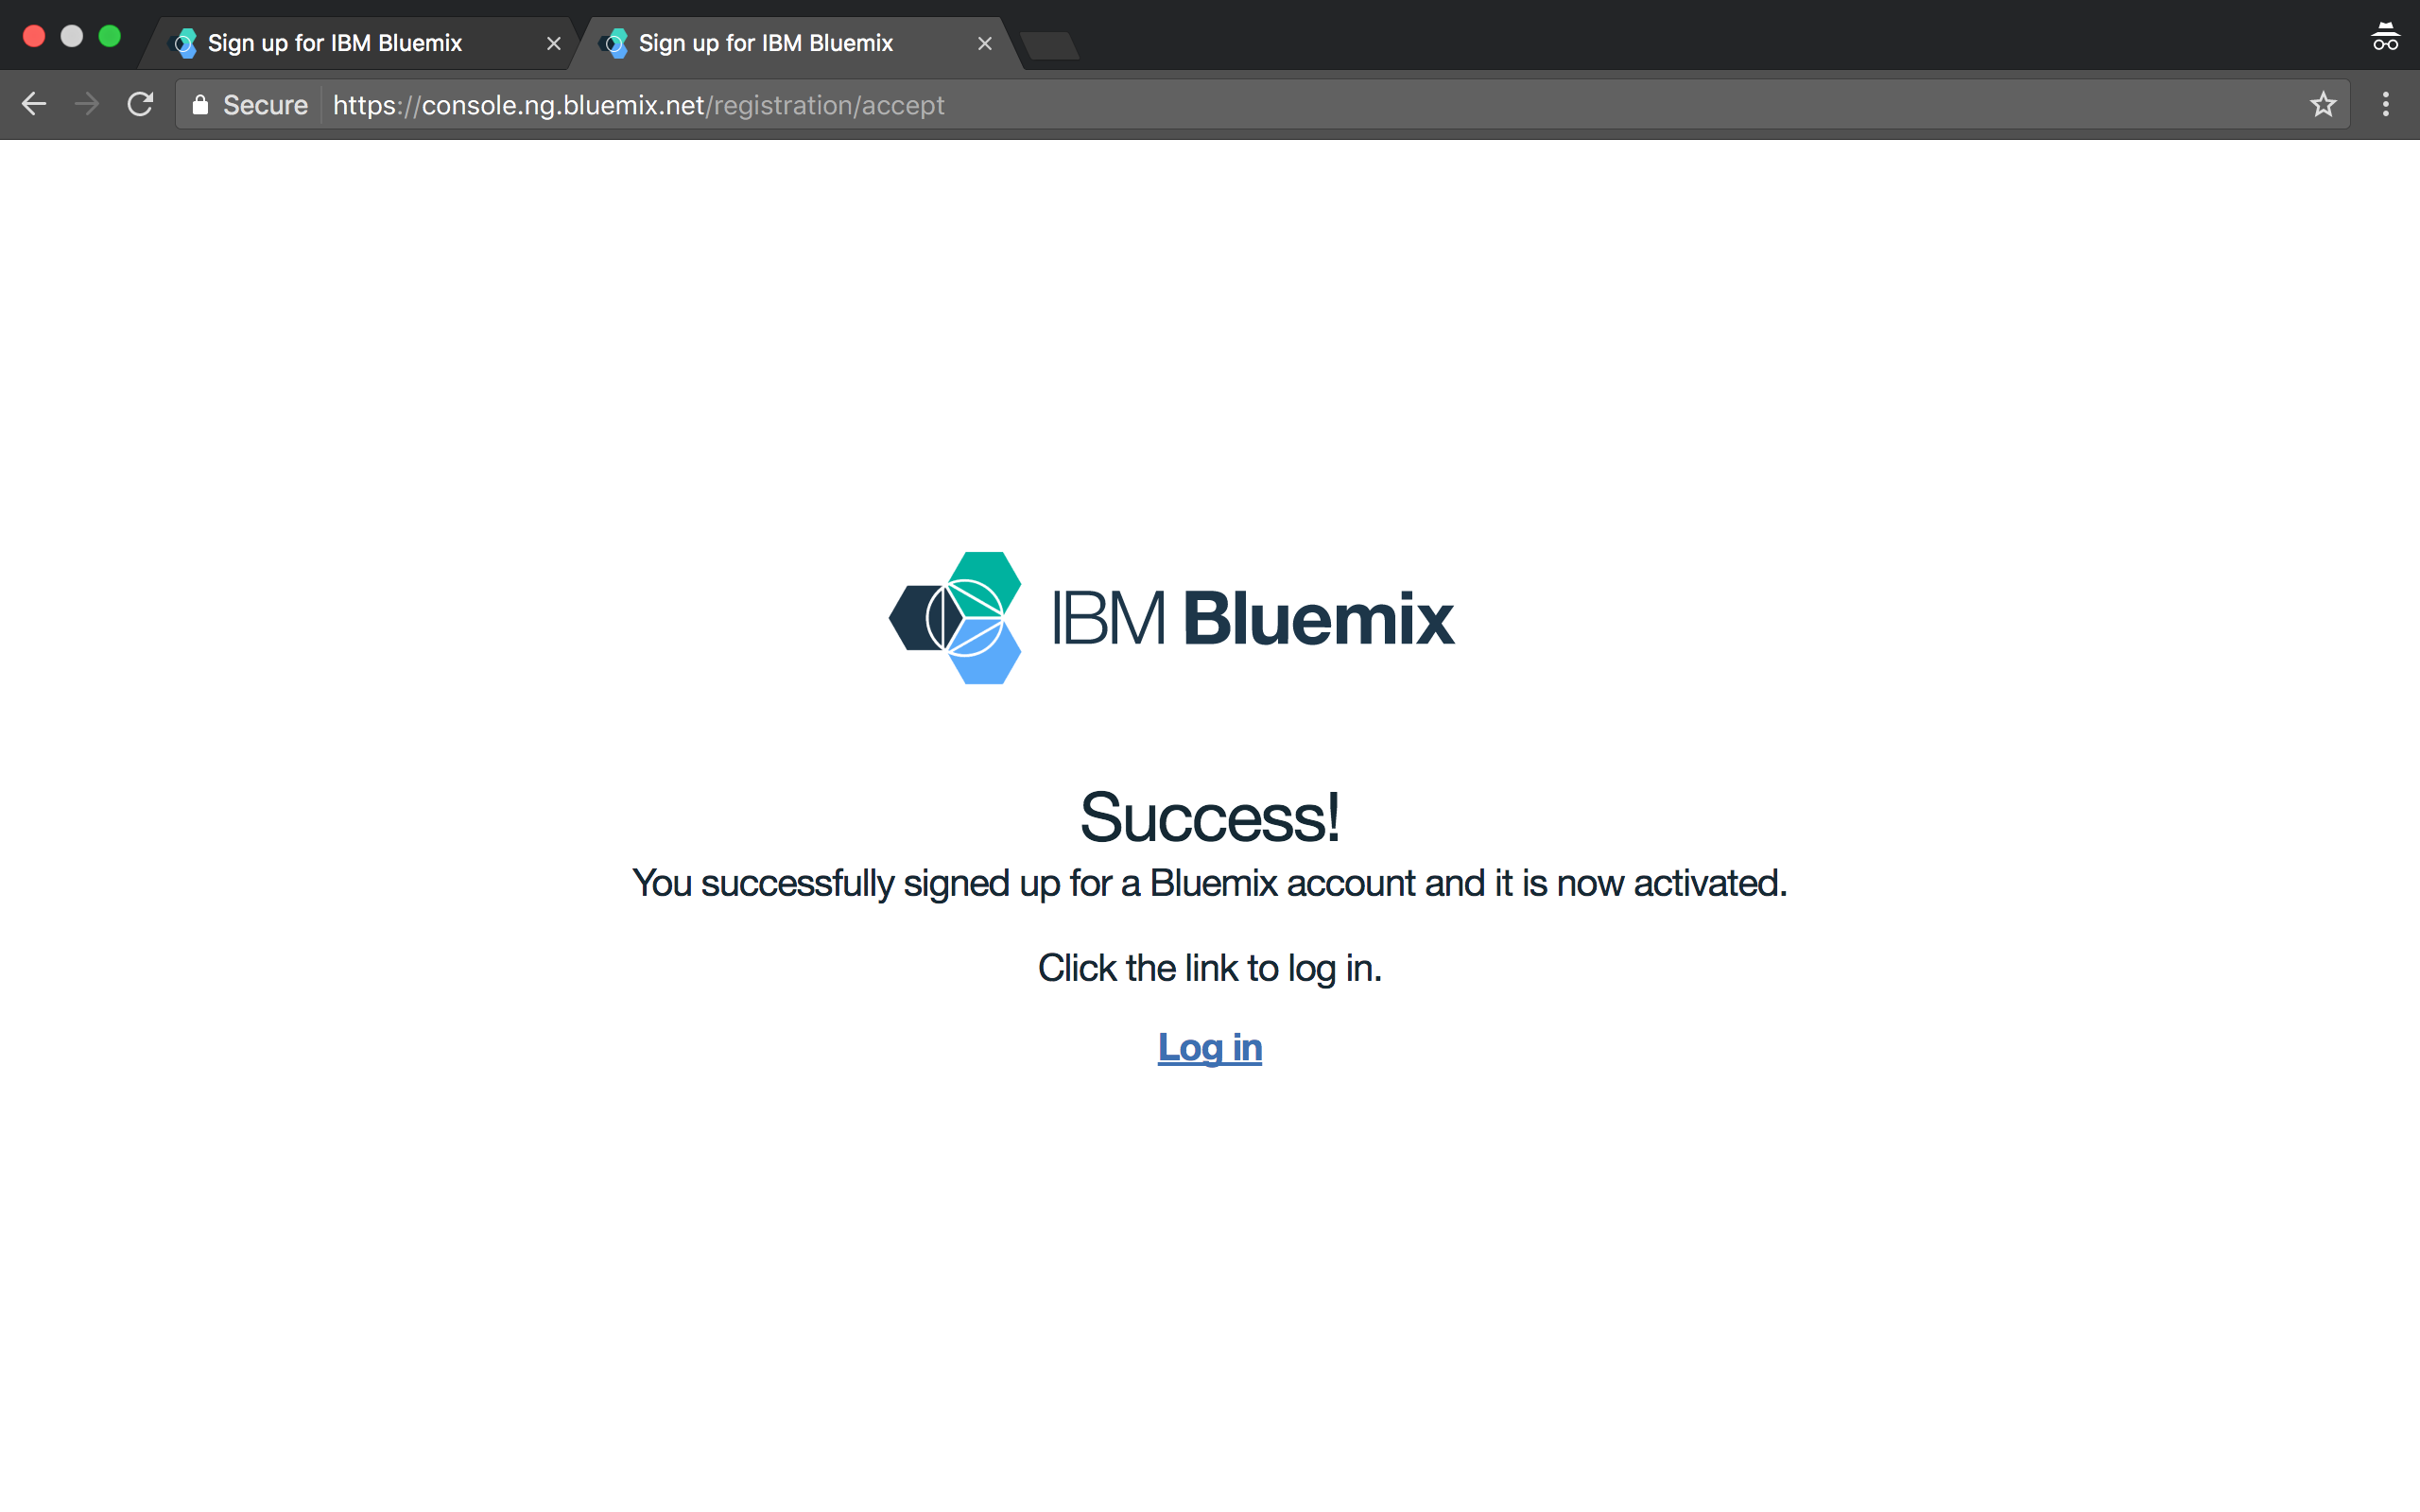 Sign up for IBM Bluemix
Sign up for IBM Bluemix
Secure https://console.ng.bluemix.net/registration/accept
IBM Bluemix
Success!
You successfully signed up for a Bluemix account and it is now activated.
Click the link to log in.
Log in